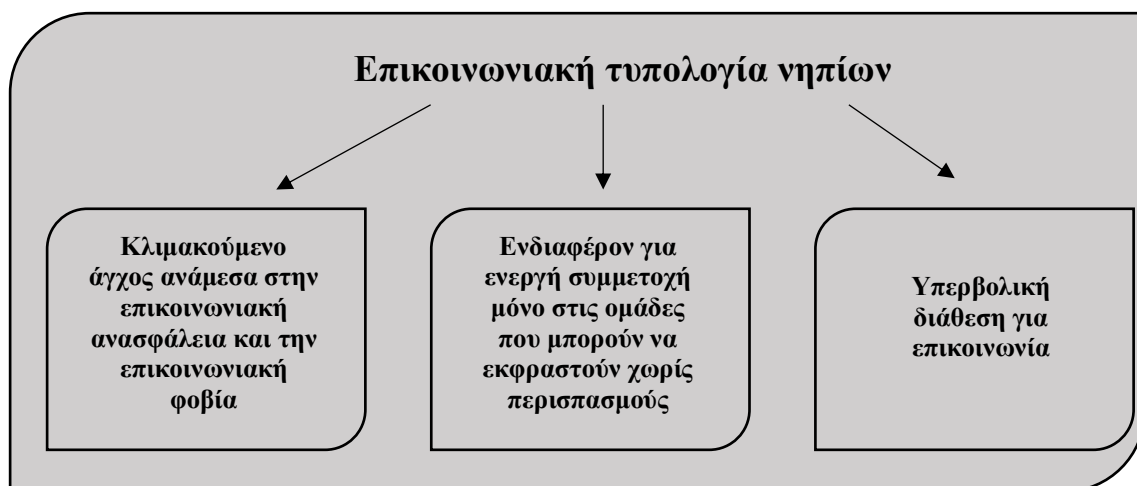 Επικοινωνιακή τυπολογία νηπίων
Κλιμακούμενο
άγχος ανάμεσα στην
επικοινωνιακή
ανασφάλεια και την
επικοινωνιακή
φοβία
Ενδιαφέρον για
ενεργή συμμετοχή
μόνο στις ομάδες
που μπορούν να
εκφραστούν χωρίς
περισπασμούς
Υπερβολική
διάθεση για
επικοινωνία